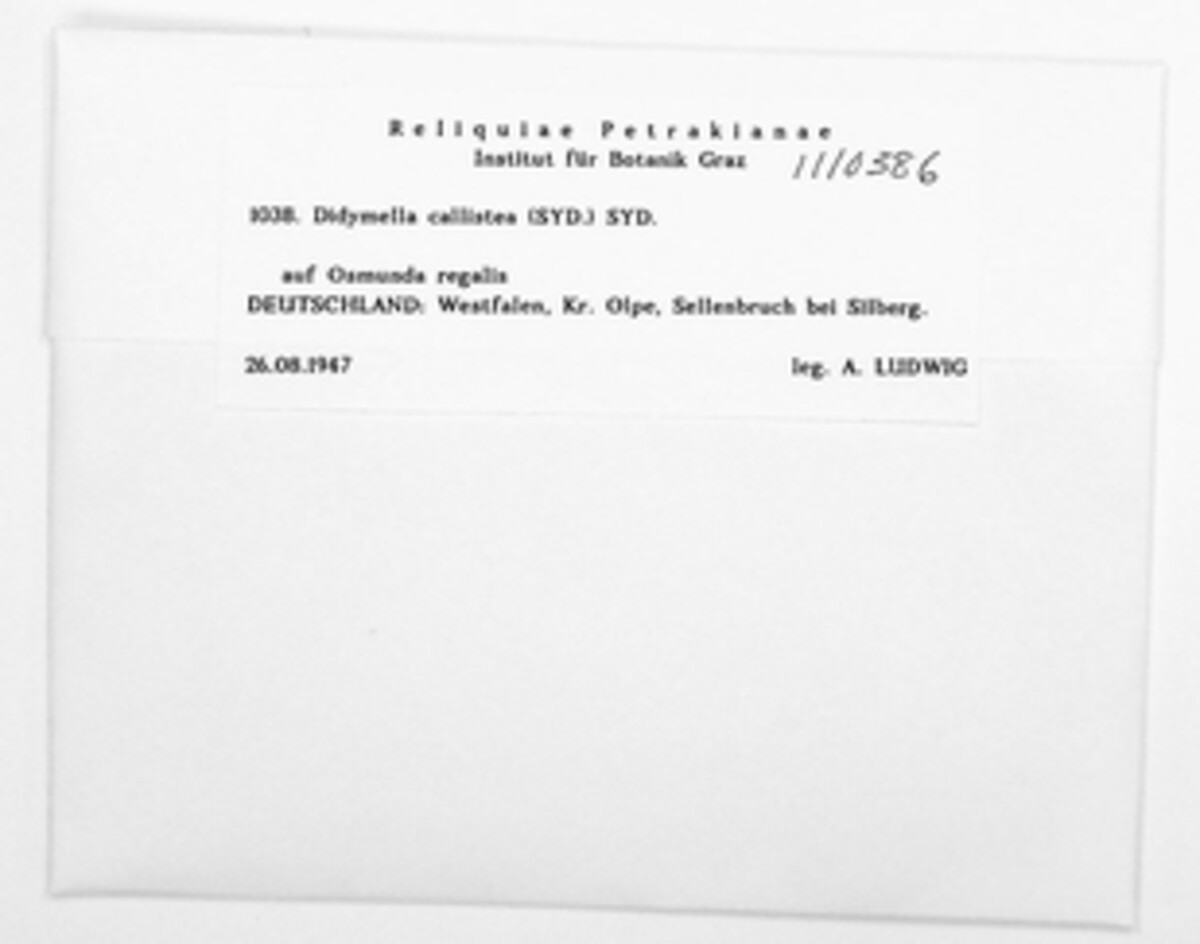 Reliquiae Petrakianae
Institut für Botanik Graz 1110386
1038. Didymella callistea (SYD.) SYD.
auf Osmunda regalis
DEUTSCHLAND: Westfalen, Kr. Olpe, Sellenbruch bei Silberg.
26.08.1947 leg. A. LUDWIG